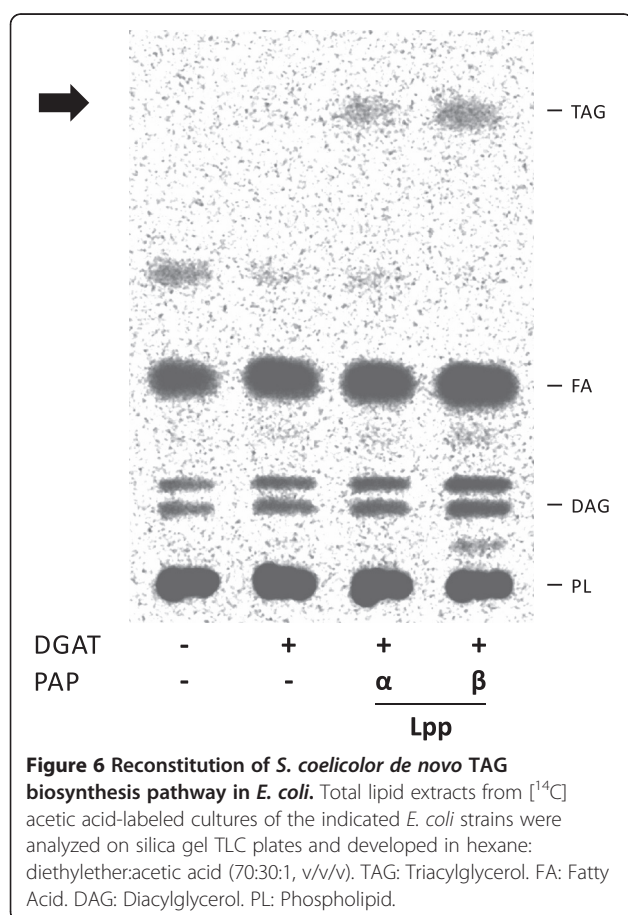 – TAG
– FA
– DAG
– PL
DGAT - + + +
PAP - - α β
Lpp
Figure 6 Reconstitution of S. coelicolor de novo TAG
biosynthesis pathway in E. coli. Total lipid extracts from [14C]
acetic acid-labeled cultures of the indicated E. coli strains were
analyzed on silica gel TLC plates and developed in hexane:
diethylether:acetic acid (70:30:1, v/v/v). TAG: Triacylglycerol. FA: Fatty
Acid. DAG: Diacylglycerol. PL: Phospholipid.